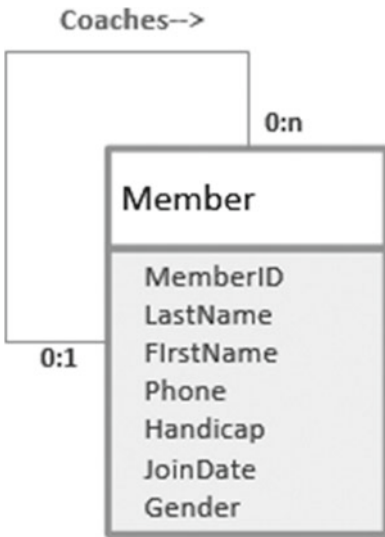 Coaches-->
0:n
Member
MemberID
LastName
FIrstName
0:1
Phone
Handicap
JoinDate
Gender